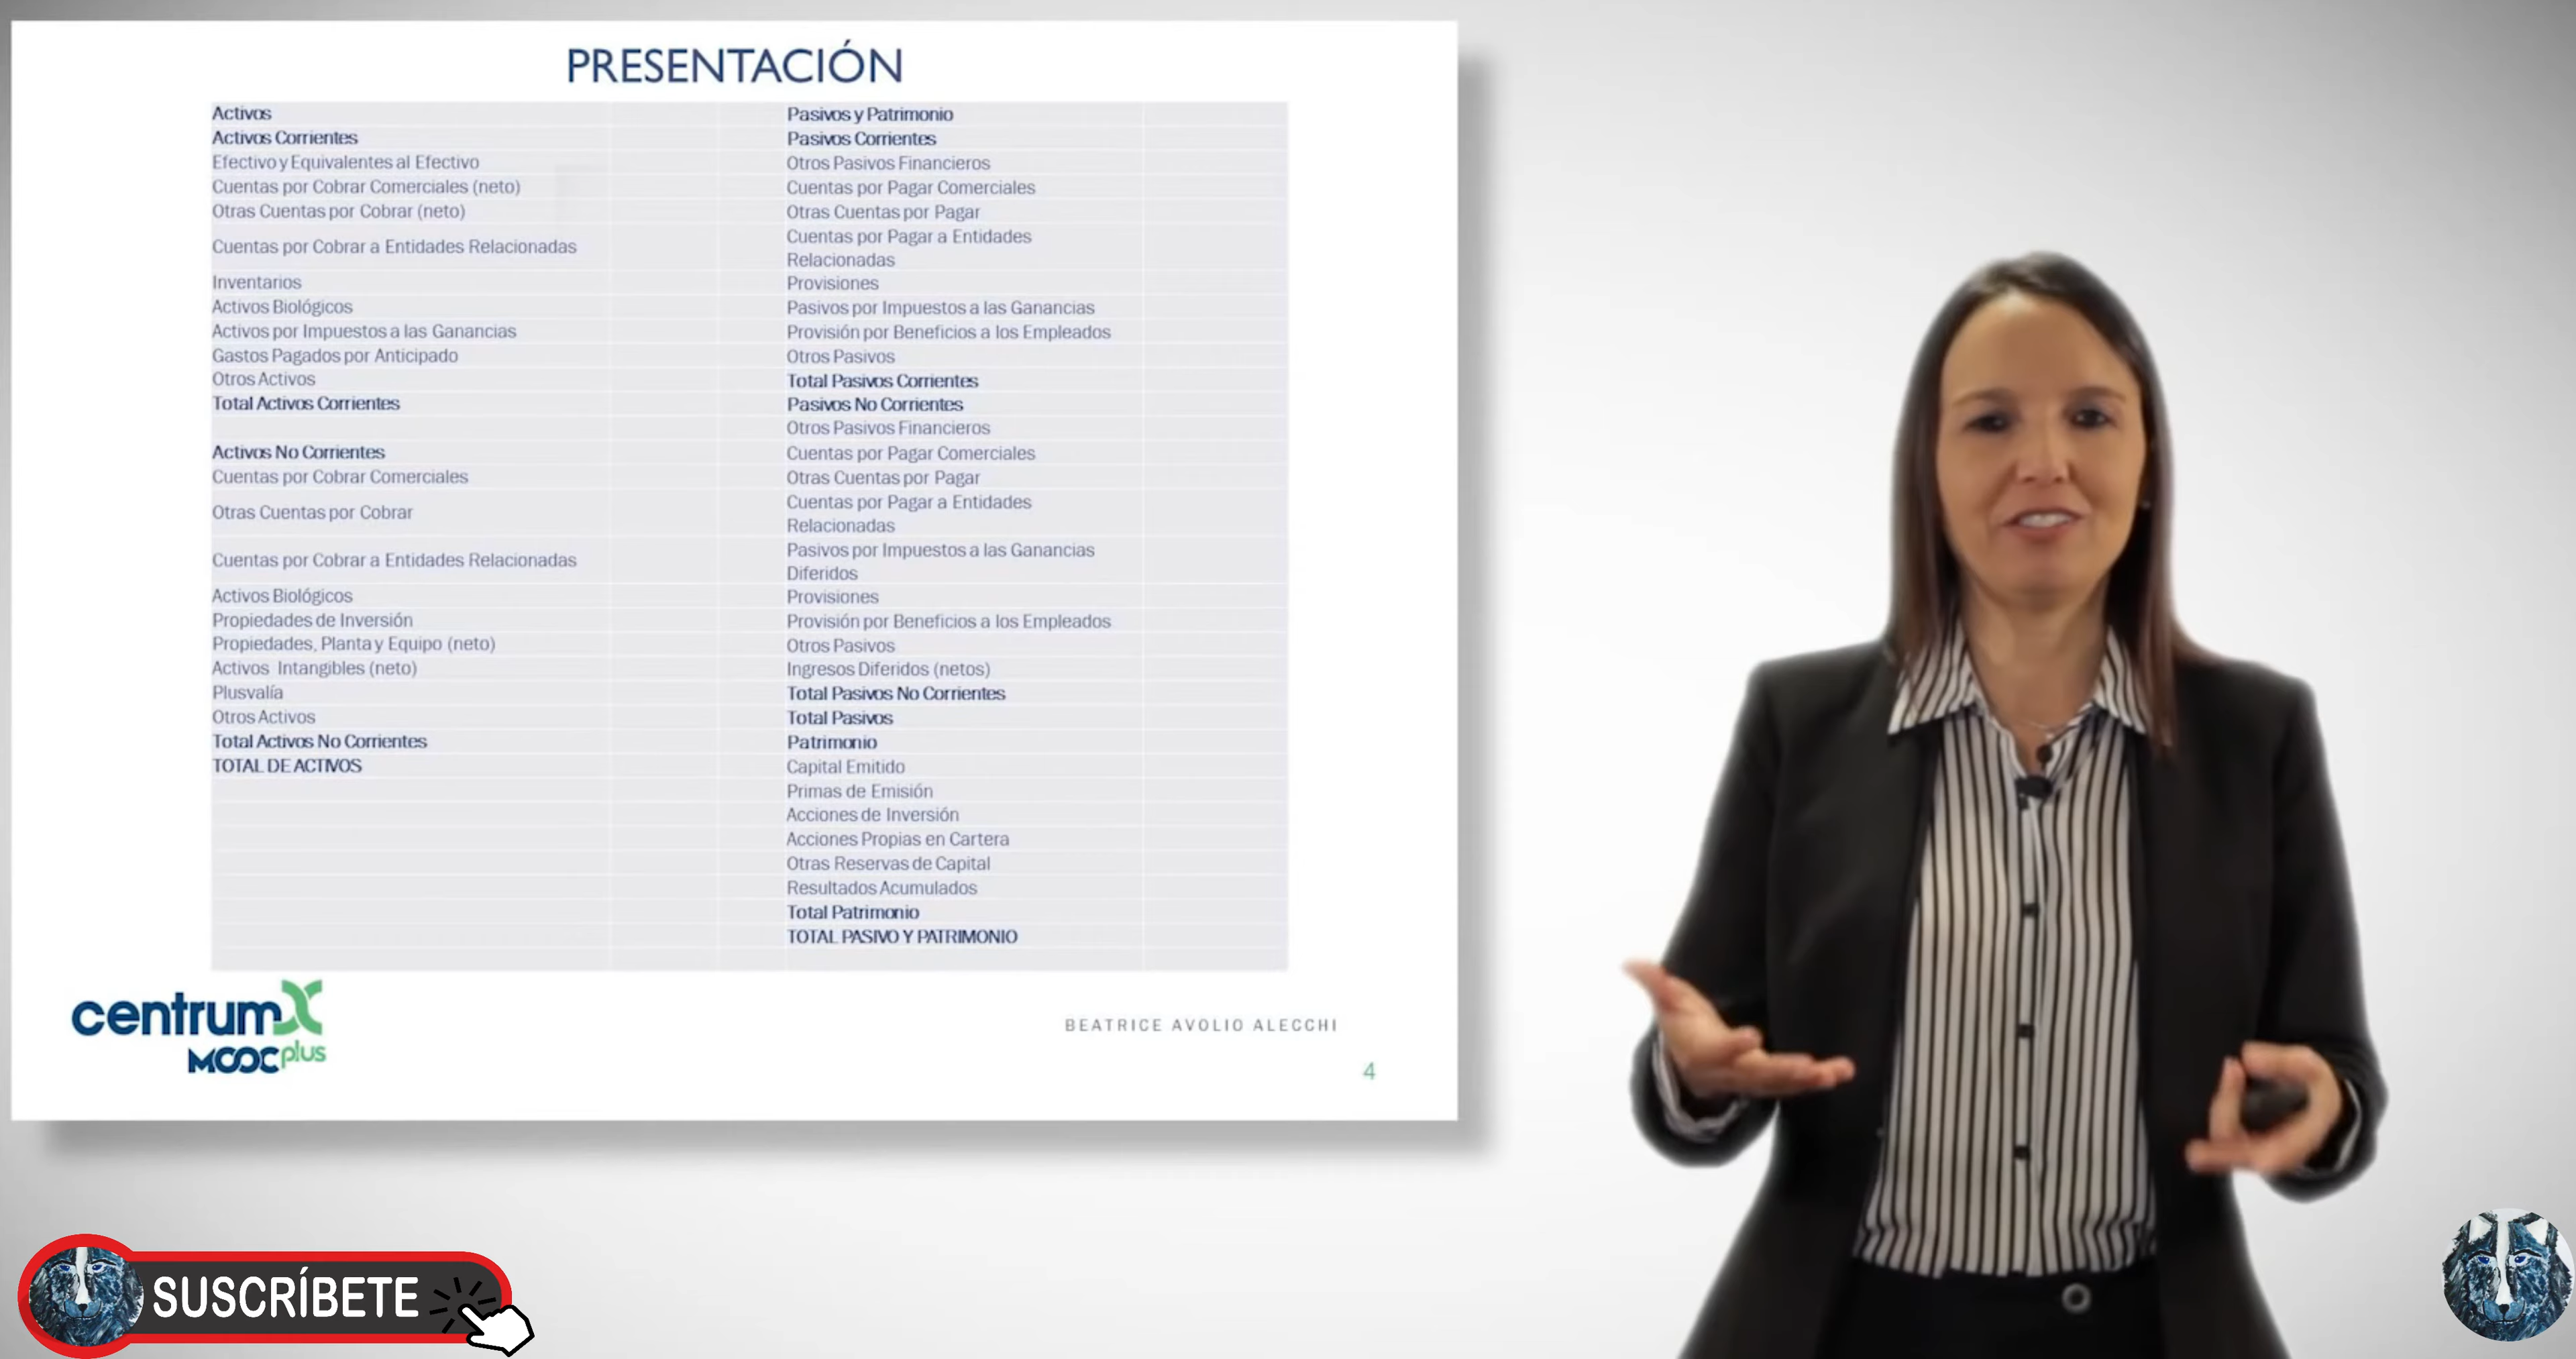 PRESENTACIÓN
Activos
Activos Corrientes
Efectivo y Equivalentes al Efectivo
Cuentas por Cobrar Comerciales (neto)
Otras Cuentas por Cobrar (neto)
Cuentas por Cobrar a Entidades Relacionadas
Inventarios
Activos Biológicos
Activos por Impuestos a las Ganancias
Gastos Pagados por Anticipado
Otros Activos
Total Activos Corrientes
Activos No Corrientes
Cuentas por Cobrar Comerciales
Otras Cuentas por Cobrar
Cuentas por Cobrar a Entidades Relacionadas
Activos Biológicos
Propiedades de Inversión
Propiedades, Planta y Equipo (neto)
Activos Intangibles (neto)
Plusvalía
Otros Activos
Total Activos No Corrientes
TOTAL DE ACTIVOS
Pasivos y Patrimonio
Pasivos Corrientes
Otros Pasivos Financieros
Cuentas por Pagar Comerciales
Otras Cuentas por Pagar
Cuentas por Pagar a Entidades
Relacionadas
Provisiones
Pasivos por Impuestos a las Ganancias
Provisión por Beneficios a los Empleados
Otros Pasivos
Total Pasivos Corrientes
Pasivos No Corrientes
Otros Pasivos Financieros
Cuentas por Pagar Comerciales
Otras Cuentas por Pagar
Cuentas por Pagar a Entidades
Relacionadas
Pasivos por Impuestos a las Ganancias
Diferidos
Provisiones
Provisión por Beneficios a los Empleados
Otros Pasivos
Ingresos Diferidos (netos)
Total Pasivos No Corrientes
Total Pasivos
Patrimonio
Capital Emitido
Primas de Emisión
Acciones de Inversión
Acciones Propias en Cartera
Otras Reservas de Capital
Resultados Acumulados
Total Patrimonio
TOTAL PASIVO Y PATRIMONIO
centrumX
MOOC plus
BEATRICE AVOLIO ALECCHI
4
SUSCRÍBETE